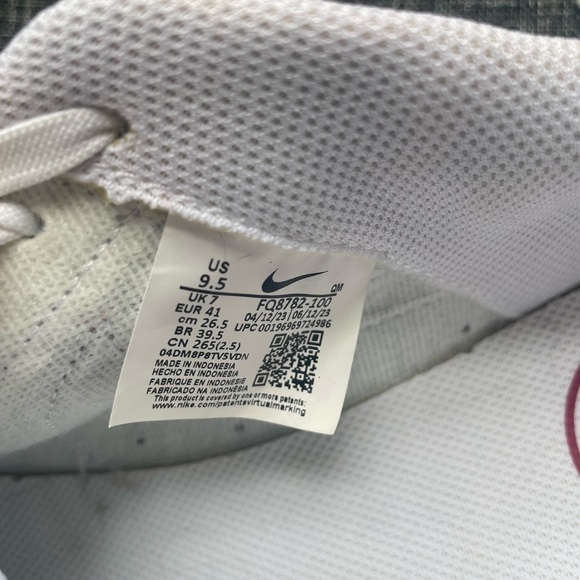 US
9.5
UK 7
EUR 41
cm 26.5
BR 39.5
CN 265(2.5)
QM
FQ8782-100
04/12/23 06/12/23
UPC 00196969724986
04DM8P8TV5VDN
MADE IN INDONESIA
HECHO EN INDONESIA
FABRIQUE EN INDONESIE
FABRICADO NA INDONESIA
This product is covered by one or more patents:
www.nike.com/patentsvirtualmarking